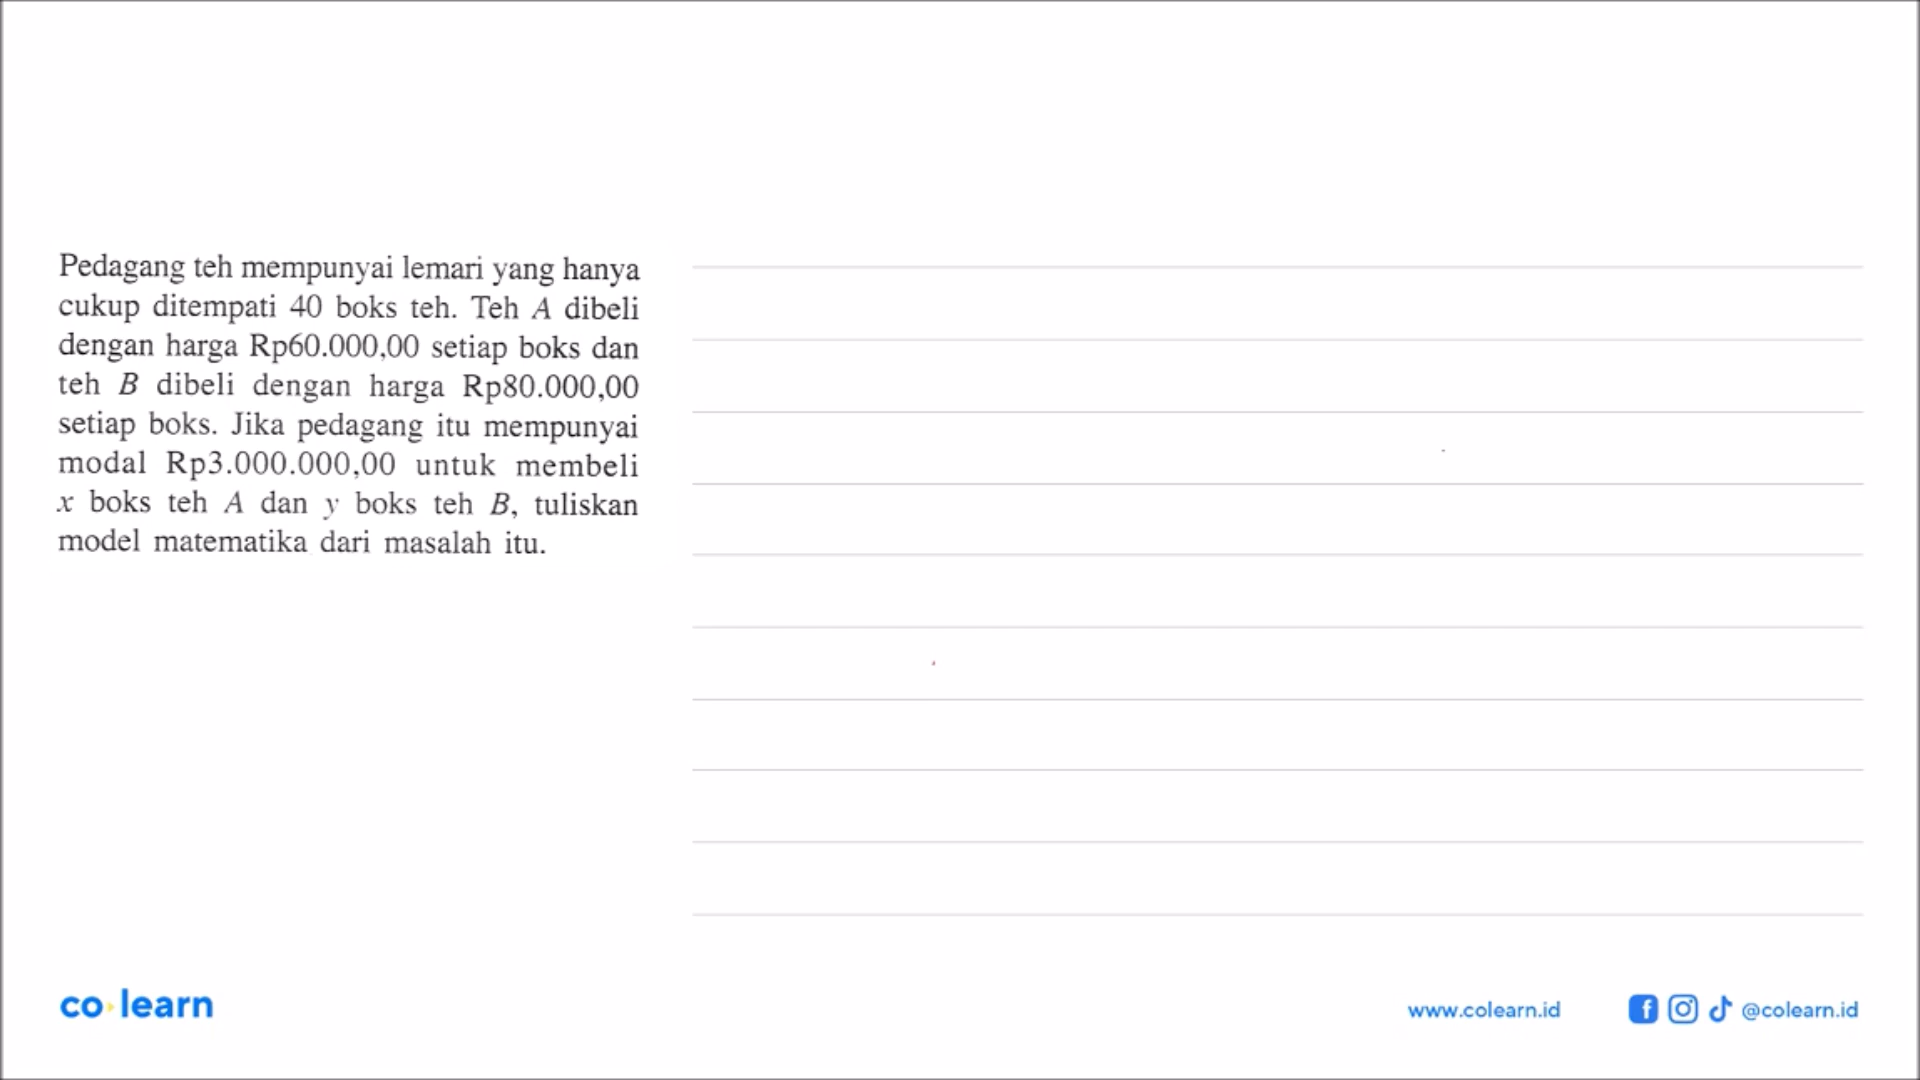 Pedagang teh mempunyai lemari yang hanya
cukup ditempati 40 boks teh. Teh A dibeli
dengan harga Rp60.000,00 setiap boks dan
teh B dibeli dengan harga Rp80.000,00
setiap boks. Jika pedagang itu mempunyai
modal Rp3.000.000,00 untuk membeli
x boks teh A dan y boks teh B, tuliskan
model matematika dari masalah itu.
co learn
www.colearn.id
@colearn.id